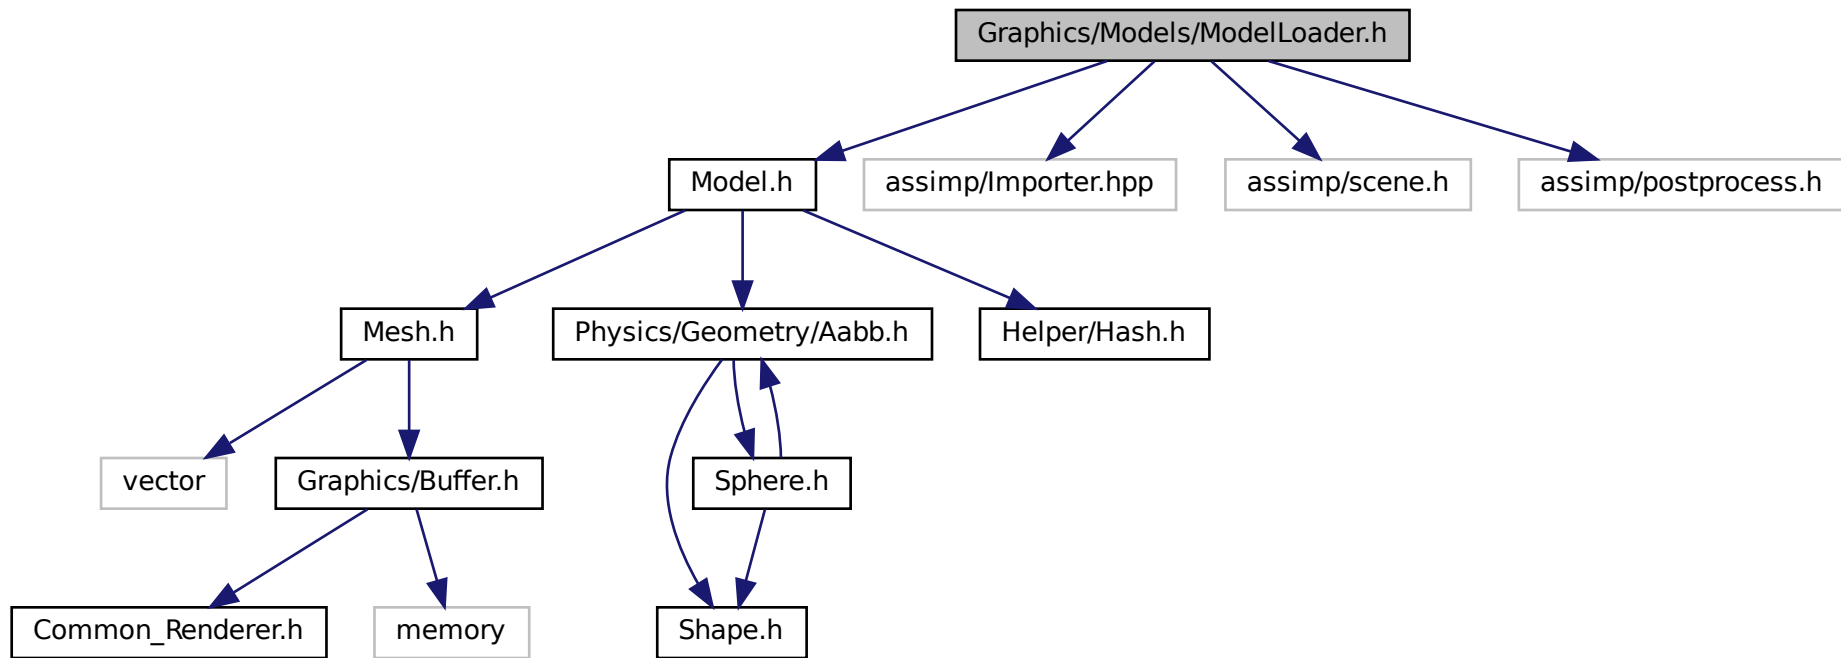 Graphics/Models/ModelLoader.h
Model.h
assimp/Importer.hpp
assimp/scene.h
assimp/postprocess.h
Mesh.h
Physics/Geometry/Aabb.h
Helper/Hash.h
vector
Graphics/Buffer.h
Sphere.h
Common_Renderer.h
memory
Shape.h